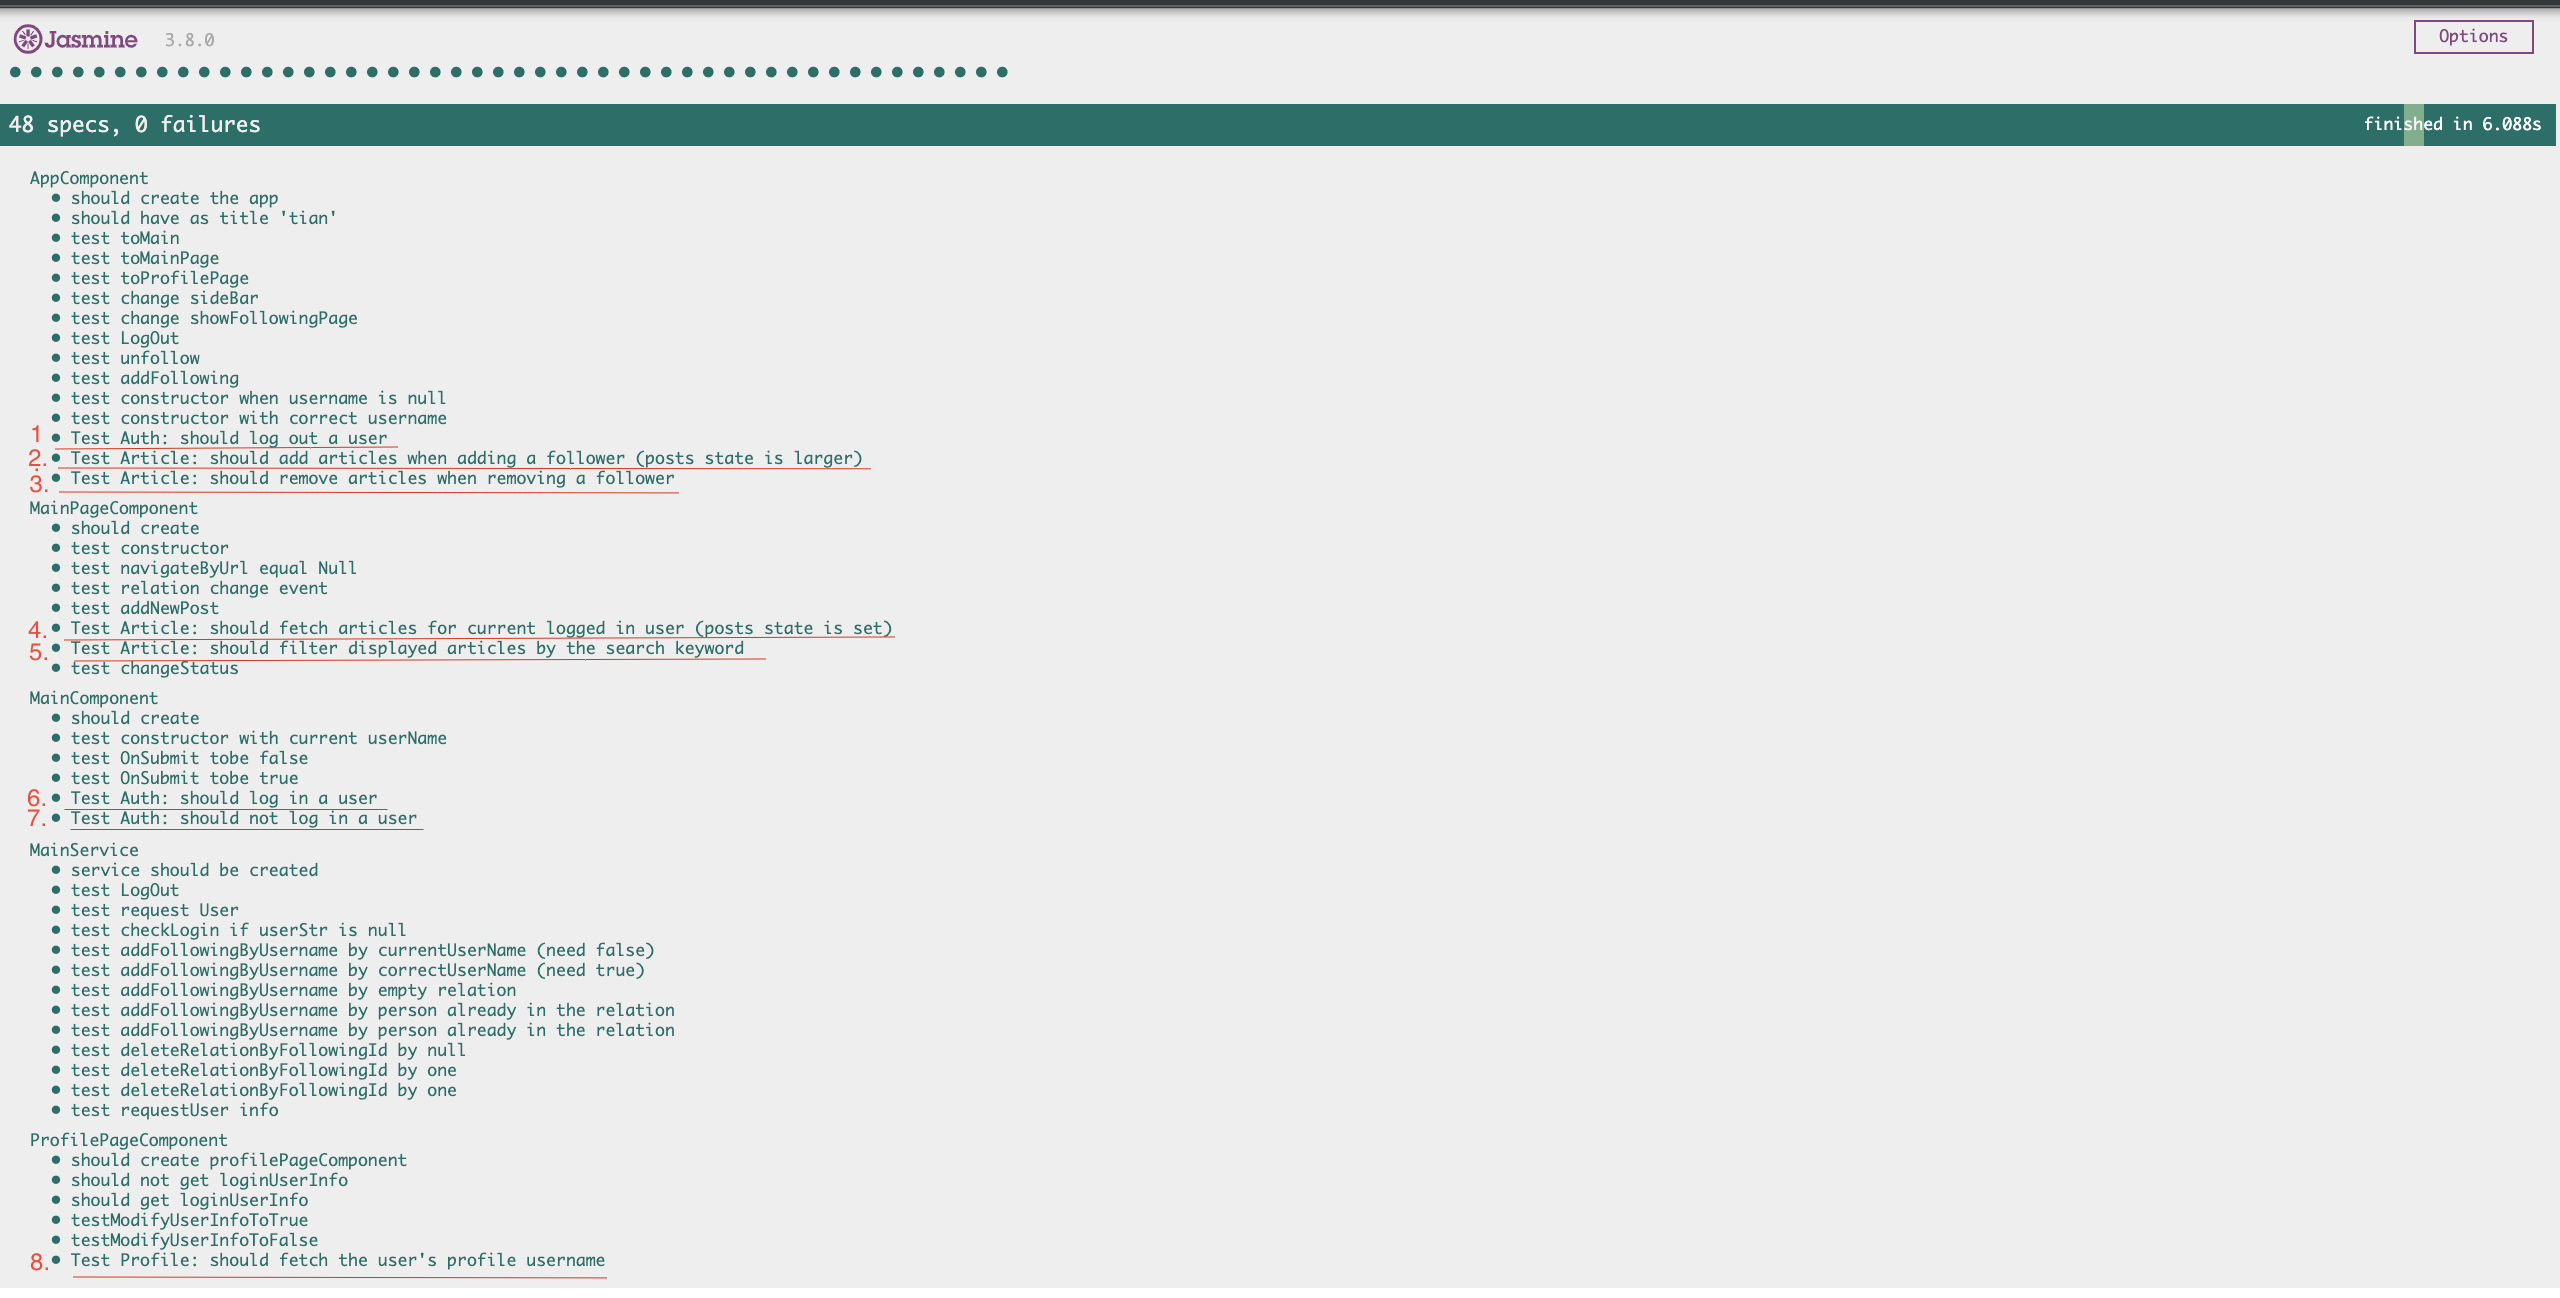 Jasmine 3.8.0
Options
48 specs, 0 failures
finished in 6.088s
AppComponent
• should create the app
• should have as title 'tian'
• test toMain
• test toMainPage
• test toProfilePage
• test change sideBar
• test change showFollowingPage
• test LogOut
• test unfollow
• test addFollowing
• test constructor when username is null
• test constructor with correct username
1 • Test Auth: should log out a user
2. • Test Article: should add articles when adding a follower (posts state is larger)
3. • Test Article: should remove articles when removing a follower
MainPageComponent
• should create
• test constructor
• test navigateByUrl equal Null
• test relation change event
• test addNewPost
4. • Test Article: should fetch articles for current logged in user (posts state is set)
5. • Test Article: should filter displayed articles by the search keyword
• test changeStatus
MainComponent
• should create
• test constructor with current userName
• test OnSubmit tobe false
• test OnSubmit tobe true
6. • Test Auth: should log in a user
7. • Test Auth: should not log in a user
MainService
• service should be created
• test LogOut
• test request User
• test checkLogin if userStr is null
• test addFollowingByUsername by currentUserName (need false)
• test addFollowingByUsername by correctUserName (need true)
• test addFollowingByUsername by empty relation
• test addFollowingByUsername by person already in the relation
• test addFollowingByUsername by person already in the relation
• test deleteRelationByFollowingId by null
• test deleteRelationByFollowingId by one
• test deleteRelationByFollowingId by one
• test requestUser info
ProfilePageComponent
• should create profilePageComponent
• should not get loginUserInfo
• should get loginUserInfo
• testModifyUserInfoToTrue
• testModifyUserInfoToFalse
8. • Test Profile: should fetch the user's profile username